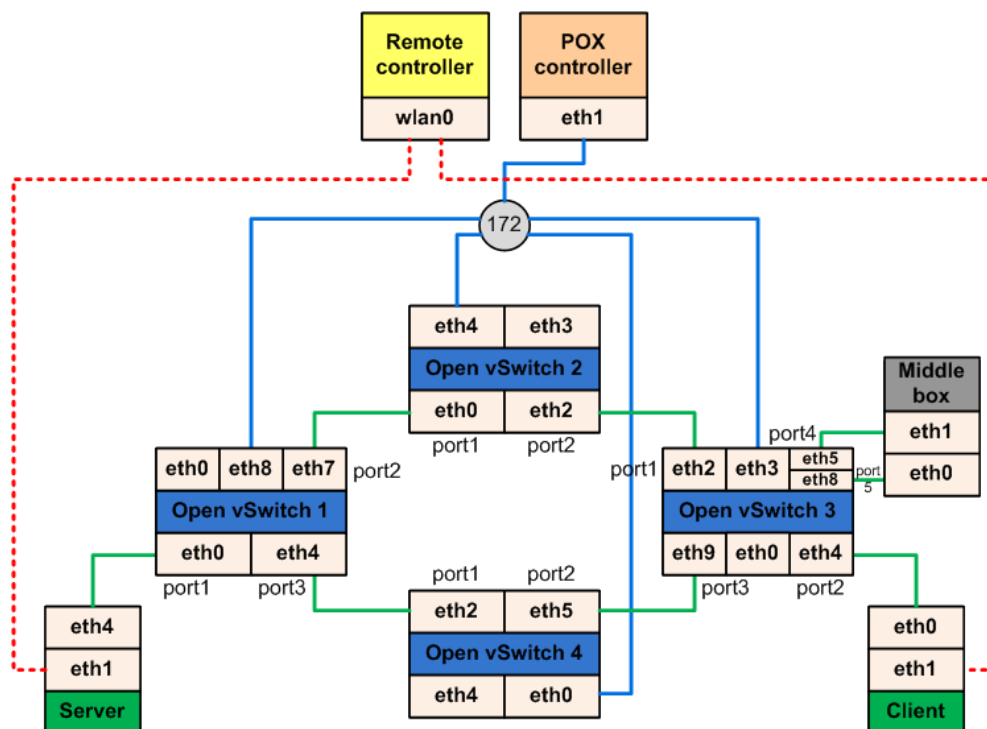 Remote
controller
wlan0
POX
controller
eth1
172
eth4 eth3
Open vSwitch 2
eth0 eth2
port1 port2
eth0 eth8 eth7
port2
Open vSwitch 1
eth0 eth4
port1 port3
port1
eth2 eth3
port4
eth5
eth8
port
5
Open vSwitch 3
eth9 eth0 eth4
port3 port2
Middle
box
eth1
eth0
port1 port2
eth2 eth5
Open vSwitch 4
eth4 eth0
eth4
eth1
Server
eth0
eth1
Client